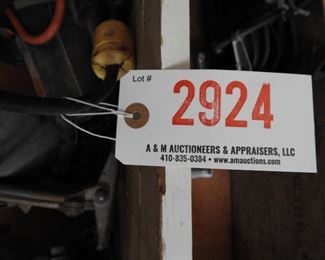 Lot #
2924
A & M AUCTIONEERS & APPRAISERS, LLC
410-835-0384 • www.amauctions.com